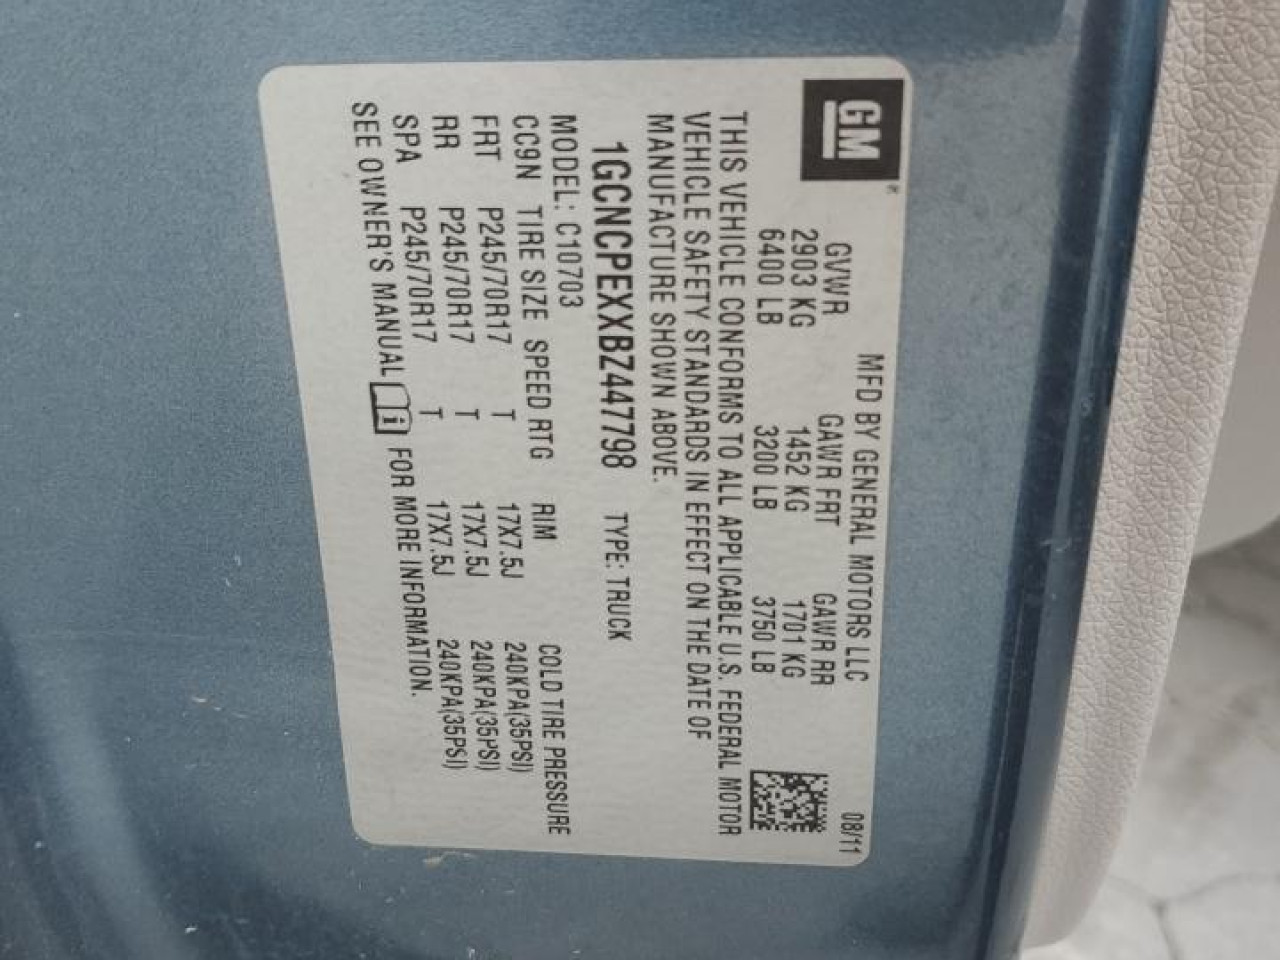 GM
MFD BY GENERAL MOTORS LLC 08/11
GVWR GAWR FRT GAWR RR
2903 KG 1452 KG 1701 KG
6400 LB 3200 LB 3750 LB
THIS VEHICLE CONFORMS TO ALL APPLICABLE U.S. FEDERAL MOTOR
VEHICLE SAFETY STANDARDS IN EFFECT ON THE DATE OF
MANUFACTURE SHOWN ABOVE.
1GCNCPEXXBZ447798 TYPE: TRUCK
MODEL: C10703
CC9N TIRE SIZE SPEED RTG RIM COLD TIRE PRESSURE
FRT P245/70R17 T 17X7.5J 240KPA(35PSI)
RR P245/70R17 T 17X7.5J 240KPA(35PSI)
SPA P245/70R17 T 17X7.5J 240KPA(35PSI)
SEE OWNER'S MANUAL i FOR MORE INFORMATION.